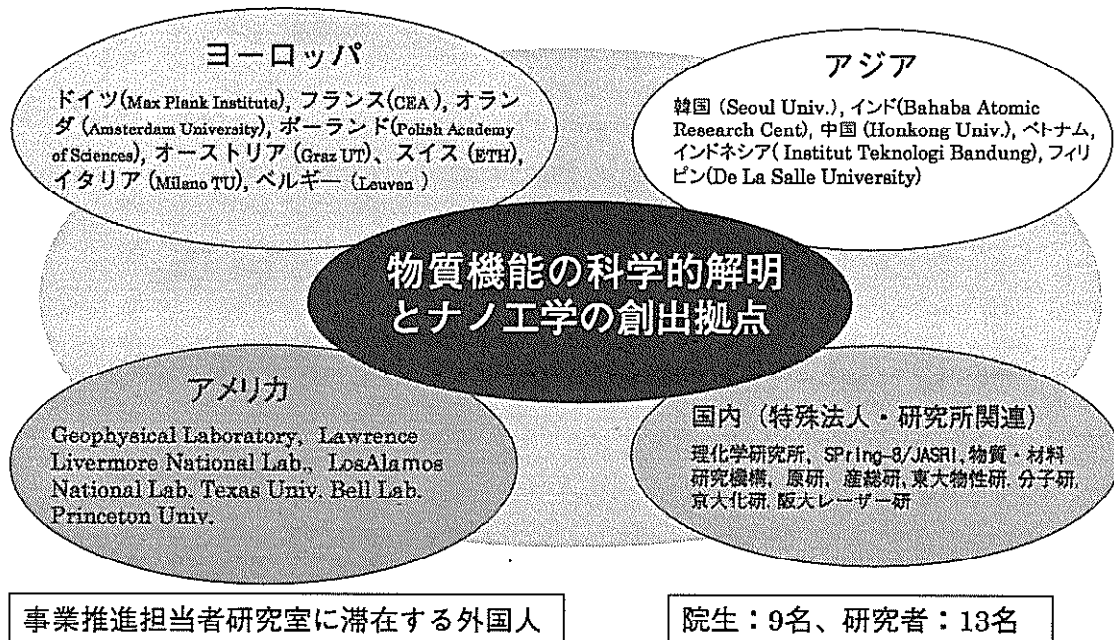 ヨーロッパ
ドイツ(Max Plank Institute), フランス(CEA ), オラン
ダ (Amsterdam University), ポーランド(Polish Academy
of Sciences), オーストリア (Graz UT)、スイス (ETH),
イタリア (Milano TU), ベルギー (Leuven )
アジア
韓国 (Seoul Univ.), インド(Bahaba Atomic
Research Cent), 中国 (Honkong Univ.), ベトナム,
インドネシア( Institut Teknologi Bandung), フィリ
ピン(De La Salle University)
物質機能の科学的解明
とナノ工学の創出拠点
アメリカ
Geophysical Laboratory, Lawrence
Livermore National Lab., LosAlamos
National Lab. Texas Univ. Bell Lab.
Princeton Univ.
国内（特殊法人・研究所関連）
理化学研究所, SPring-8/JASRI, 物質・材料
研究機構, 原研, 産総研, 東大物性研, 分子研,
京大化研, 阪大レーザー研
事業推進担当者研究室に滞在する外国人
院生：9名、研究者：13名